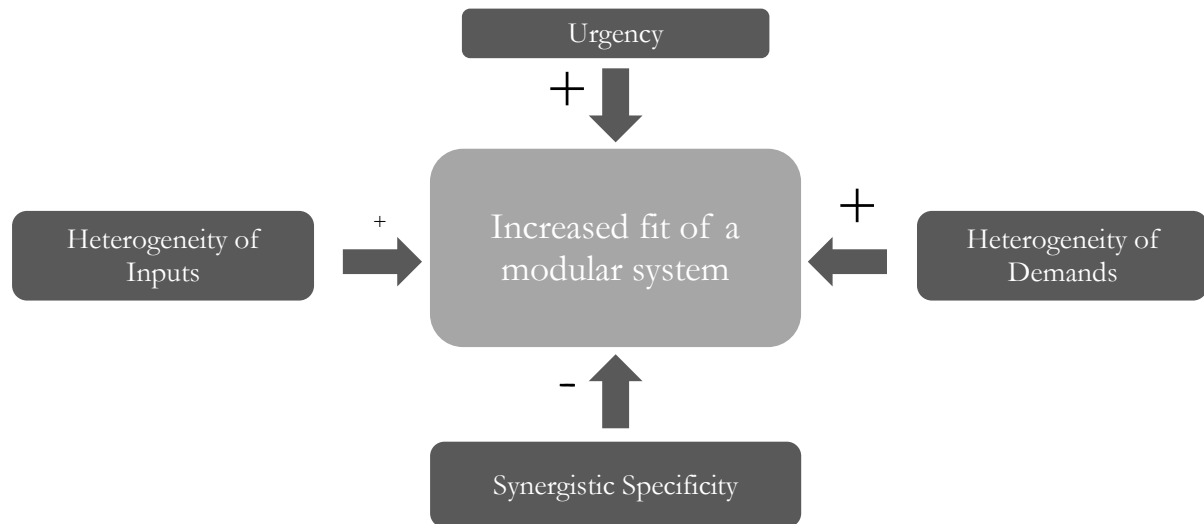 Urgency
+
Heterogeneity of
Inputs
+
Increased fit of a
modular system
+
Heterogeneity of
Demands
-
Synergistic Specificity